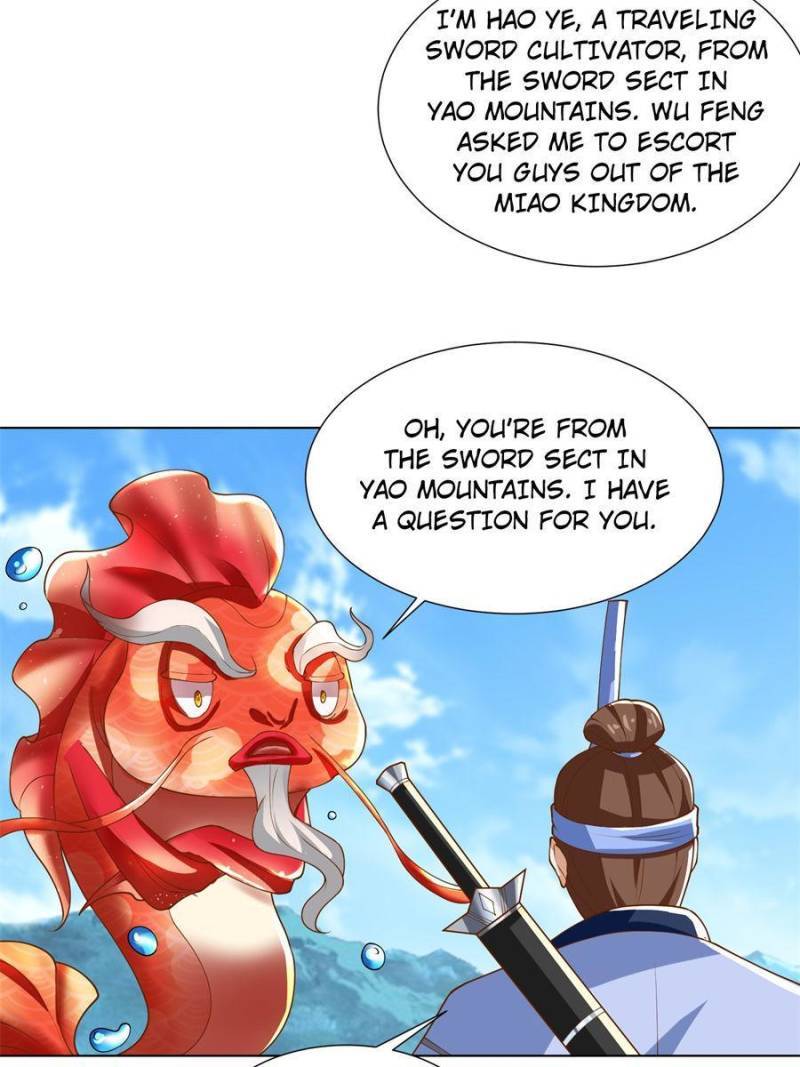 I'M HAO YE, A TRAVELING
SWORD CULTIVATOR, FROM
THE SWORD SECT IN
YAO MOUNTAINS. WU FENG
ASKED ME TO ESCORT
YOU GUYS OUT OF THE
MIAO KINGDOM.
OH, YOU'RE FROM
THE SWORD SECT IN
YAO MOUNTAINS. I HAVE
A QUESTION FOR YOU.